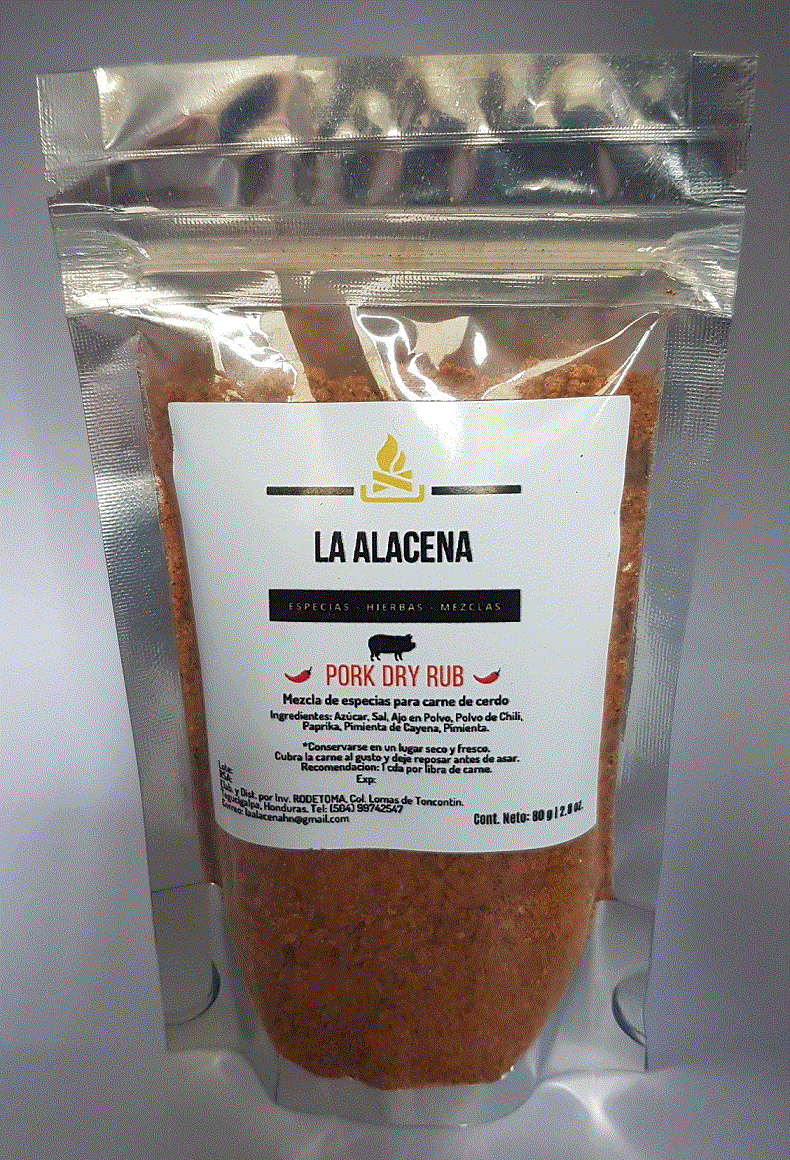 LA ALACENA
ESPECIAS - HIERBAS - MEZCLAS
PORK DRY RUB
Mezcla de especias para carne de cerdo
Ingredientes: Azúcar, Sal, Ajo en Polvo, Polvo de Chili,
Paprika, Pimienta de Cayena, Pimienta.
*Conservarse en un lugar seco y fresco.
Cubra la carne al gusto y deje reposar antes de asar.
Recomendacion: 1 cda por libra de carne.
Exp:
Lote:
RSA:
Elab. y Dist. por Inv. RODETOMA, Col. Lomas de Toncontin.
Tegucigalpa, Honduras. Tel: (504) 99742547
Correo: laalacenahn@gmail.com
Cont. Neto: 80 g | 2.8 oz.